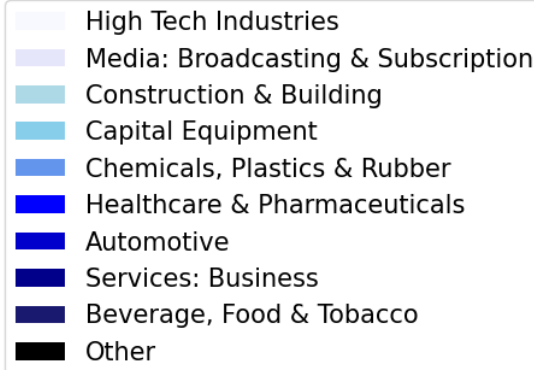 High Tech Industries
Media: Broadcasting & Subscription
Construction & Building
Capital Equipment
Chemicals, Plastics & Rubber
Healthcare & Pharmaceuticals
Automotive
Services: Business
Beverage, Food & Tobacco
Other